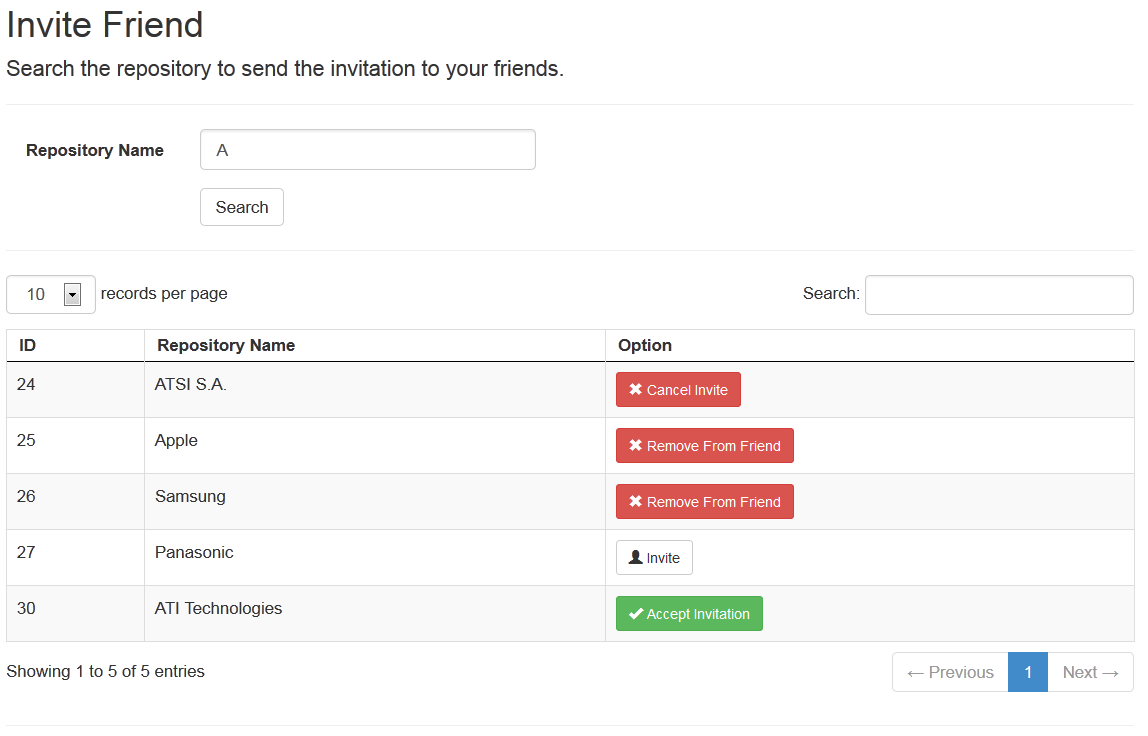 Invite Friend
Search the repository to send the invitation to your friends.
Repository Name A
Search
10 records per page Search:
ID Repository Name Option
24 ATSI S.A. Cancel Invite
25 Apple Remove From Friend
26 Samsung Remove From Friend
27 Panasonic Invite
30 ATI Technologies Accept Invitation
Showing 1 to 5 of 5 entries ← Previous 1 Next →